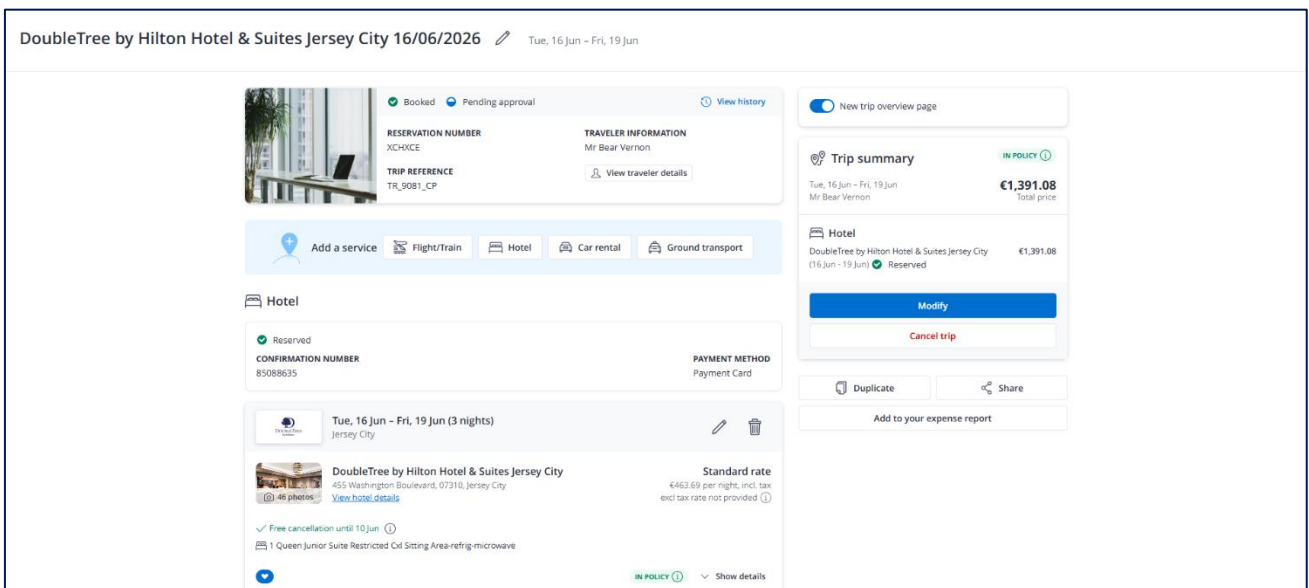 DoubleTree by Hilton Hotel & Suites Jersey City 16/06/2026
Tue, 16 Jun – Fri, 19 Jun
Booked
Pending approval
View history
RESERVATION NUMBER
XCHXCE
TRAVELER INFORMATION
Mr Bear Vernon
TRIP REFERENCE
TR_9081_CP
View traveler details
Add a service
Flight/Train
Hotel
Car rental
Ground transport
Hotel
Reserved
CONFIRMATION NUMBER
85088635
PAYMENT METHOD
Payment Card
Tue, 16 Jun – Fri, 19 Jun (3 nights)
Jersey City
DoubleTree by Hilton Hotel & Suites Jersey City
455 Washington Boulevard, 07310, Jersey City
View hotel details
46 photos
Standard rate
€463.69 per night, incl. tax
excl tax rate not provided
Free cancellation until 10 Jun
1 Queen Junior Suite Restricted Cxl Sitting Area-refrig-microwave
IN POLICY
Show details
New trip overview page
Trip summary
IN POLICY
Tue, 16 Jun – Fri, 19 Jun
Mr Bear Vernon
€1,391.08
Total price
Hotel
DoubleTree by Hilton Hotel & Suites Jersey City
€1,391.08
(16 Jun - 19 Jun) Reserved
Modify
Cancel trip
Duplicate
Share
Add to your expense report